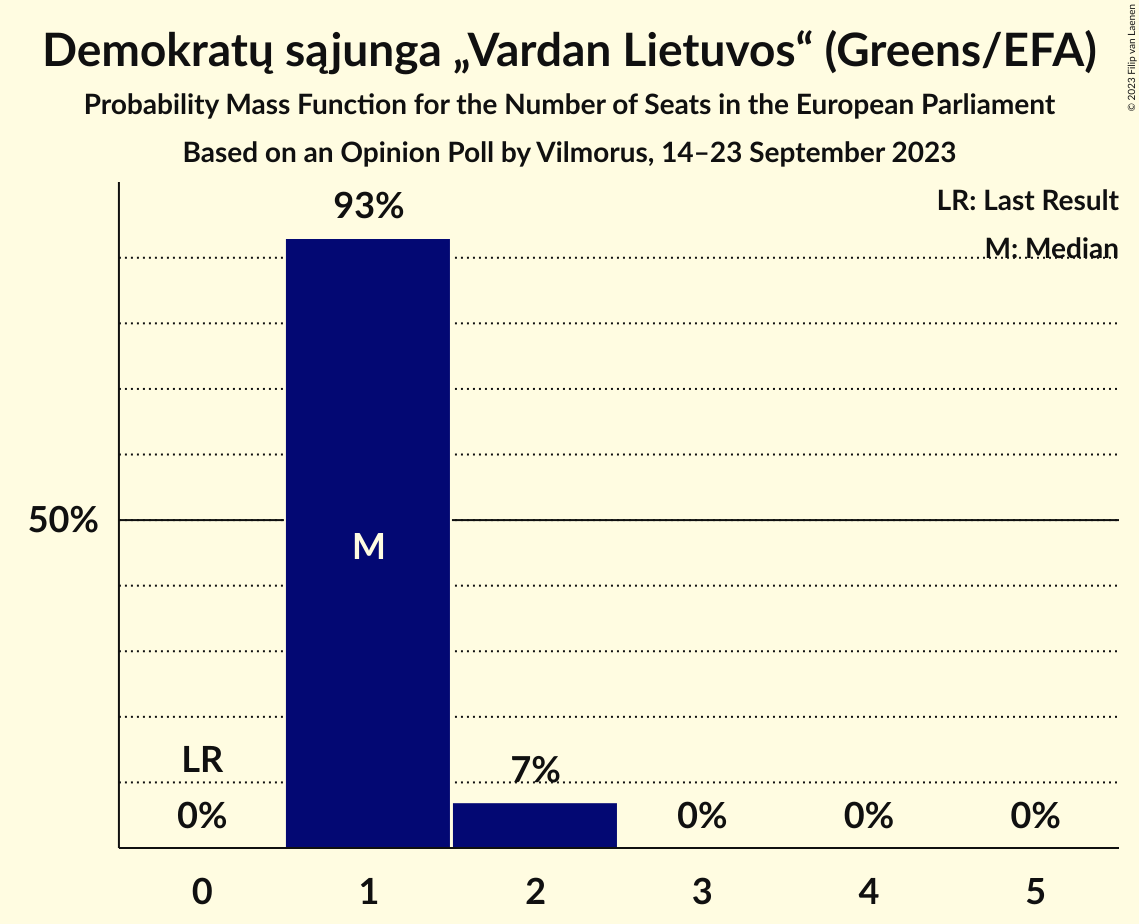 Demokratų sąjunga „Vardan Lietuvos“ (Greens/EFA)
Probability Mass Function for the Number of Seats in the European Parliament
Based on an Opinion Poll by Vilmorus, 14–23 September 2023
© 2023 Filip van Laenen
LR: Last Result
M: Median
93%
50%
M
LR
7%
0%
0%
0%
0%
0
1
2
3
4
5